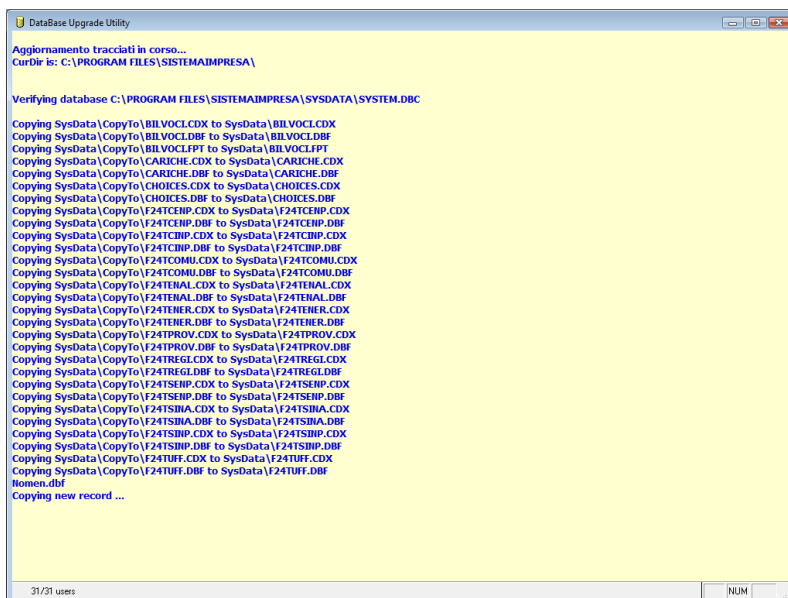 DataBase Upgrade Utility
Aggiornamento tracciati in corso...
CurDir is: C:\PROGRAM FILES\SISTEMAIMPRESA\
Verifying database C:\PROGRAM FILES\SISTEMAIMPRESA\SYSDATA\SYSTEM.DBC
Copying SysData\CopyTo\BILVOCI.CDX to SysData\BILVOCI.CDX
Copying SysData\CopyTo\BILVOCI.DBF to SysData\BILVOCI.DBF
Copying SysData\CopyTo\BILVOCI.FPT to SysData\BILVOCI.FPT
Copying SysData\CopyTo\CARICHE.CDX to SysData\CARICHE.CDX
Copying SysData\CopyTo\CARICHE.DBF to SysData\CARICHE.DBF
Copying SysData\CopyTo\CHOICES.CDX to SysData\CHOICES.CDX
Copying SysData\CopyTo\CHOICES.DBF to SysData\CHOICES.DBF
Copying SysData\CopyTo\F24TCENP.CDX to SysData\F24TCENP.CDX
Copying SysData\CopyTo\F24TCENP.DBF to SysData\F24TCENP.DBF
Copying SysData\CopyTo\F24TCINP.CDX to SysData\F24TCINP.CDX
Copying SysData\CopyTo\F24TCINP.DBF to SysData\F24TCINP.DBF
Copying SysData\CopyTo\F24TCOMU.CDX to SysData\F24TCOMU.CDX
Copying SysData\CopyTo\F24TCOMU.DBF to SysData\F24TCOMU.DBF
Copying SysData\CopyTo\F24TENAL.CDX to SysData\F24TENAL.CDX
Copying SysData\CopyTo\F24TENAL.DBF to SysData\F24TENAL.DBF
Copying SysData\CopyTo\F24TENER.CDX to SysData\F24TENER.CDX
Copying SysData\CopyTo\F24TENER.DBF to SysData\F24TENER.DBF
Copying SysData\CopyTo\F24TPROV.CDX to SysData\F24TPROV.CDX
Copying SysData\CopyTo\F24TPROV.DBF to SysData\F24TPROV.DBF
Copying SysData\CopyTo\F24TREGI.CDX to SysData\F24TREGI.CDX
Copying SysData\CopyTo\F24TREGI.DBF to SysData\F24TREGI.DBF
Copying SysData\CopyTo\F24TSENP.CDX to SysData\F24TSENP.CDX
Copying SysData\CopyTo\F24TSENP.DBF to SysData\F24TSENP.DBF
Copying SysData\CopyTo\F24TSINA.CDX to SysData\F24TSINA.CDX
Copying SysData\CopyTo\F24TSINA.DBF to SysData\F24TSINA.DBF
Copying SysData\CopyTo\F24TSINP.CDX to SysData\F24TSINP.CDX
Copying SysData\CopyTo\F24TSINP.DBF to SysData\F24TSINP.DBF
Copying SysData\CopyTo\F24TUFF.CDX to SysData\F24TUFF.CDX
Copying SysData\CopyTo\F24TUFF.DBF to SysData\F24TUFF.DBF
Nomen.dbf
Copying new record ...
31/31 users
NUM